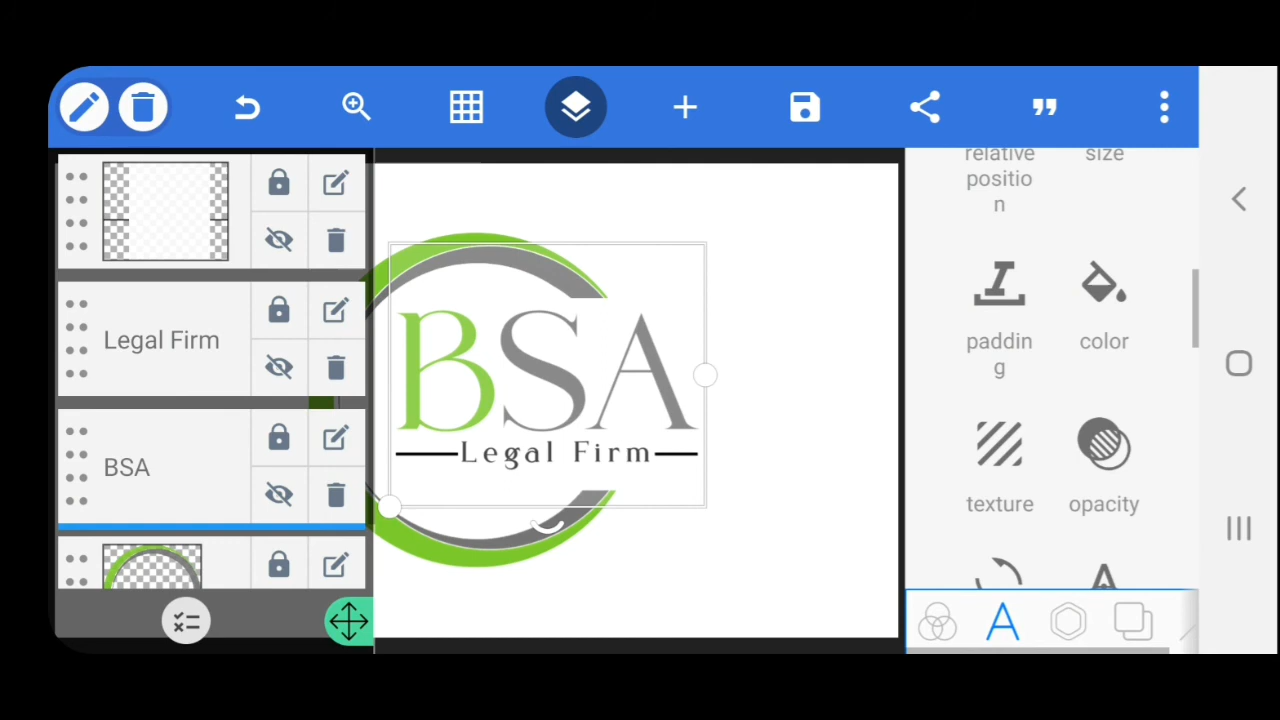 relative
positio
n
size
Legal Firm
BSA
BSA
Legal Firm
paddin
g
color
texture
opacity